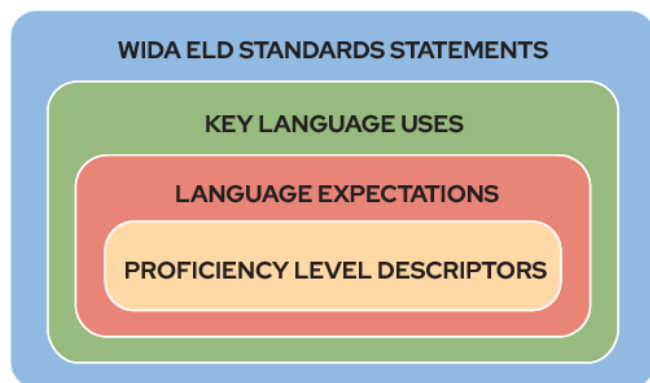 WIDA ELD STANDARDS STATEMENTS
KEY LANGUAGE USES
LANGUAGE EXPECTATIONS
PROFICIENCY LEVEL DESCRIPTORS